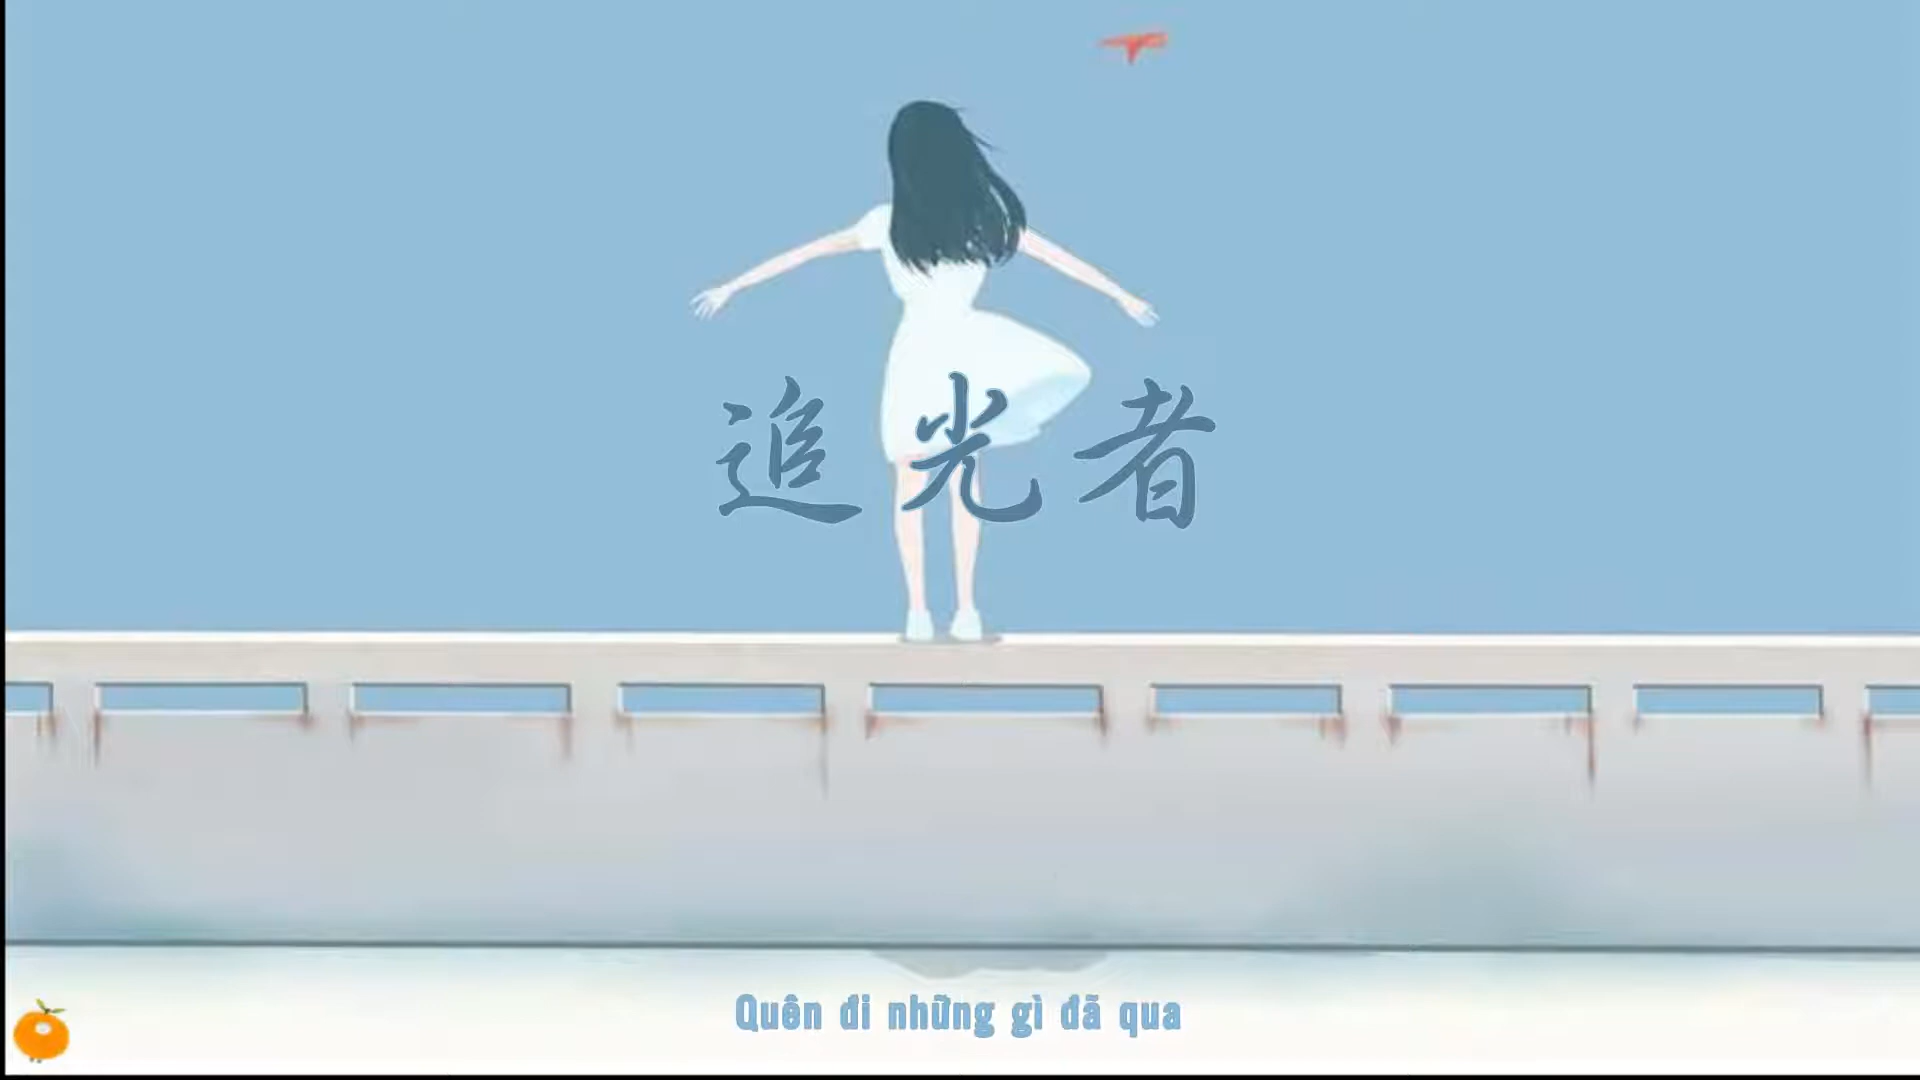 追光者
Quên đi những gì đã qua